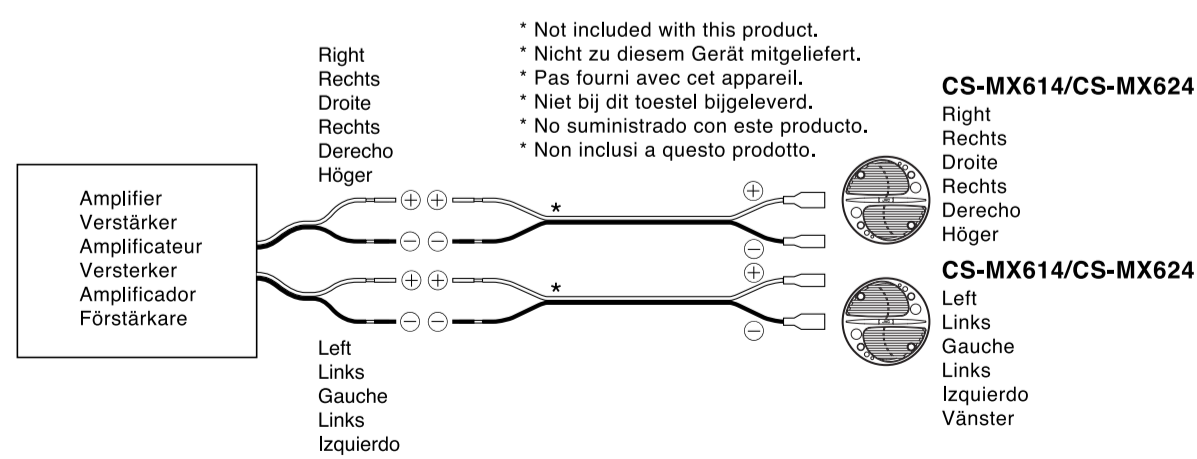 * Not included with this product.
* Nicht zu diesem Gerät mitgeliefert.
* Pas fourni avec cet appareil.
* Niet bij dit toestel bijgeleverd.
* No suministrado con este producto.
* Non inclusi a questo prodotto.
Right
Rechts
Droite
Rechts
Derecho
Höger
Amplifier
Verstärker
Amplificateur
Versterker
Amplificador
Förstärkare
+ + * +
− − −
+ + * +
− − −
Left
Links
Gauche
Links
Izquierdo
CS-MX614/CS-MX624
Right
Rechts
Droite
Rechts
Derecho
Höger
CS-MX614/CS-MX624
Left
Links
Gauche
Links
Izquierdo
Vänster